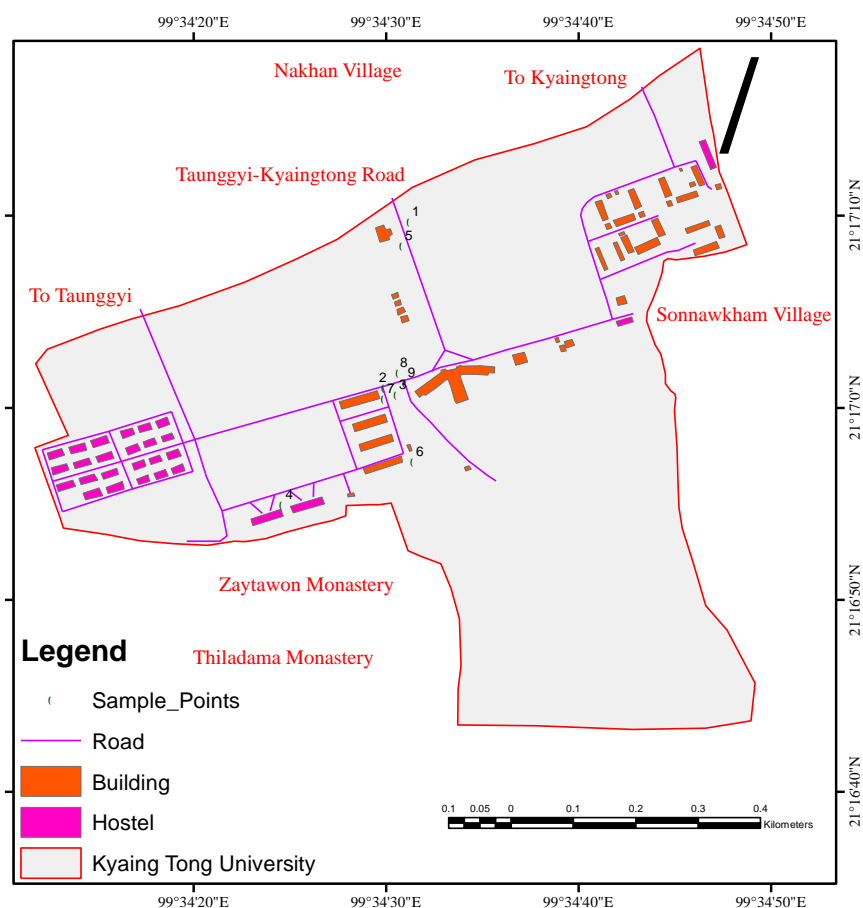 99°34'20"E 99°34'30"E 99°34'40"E 99°34'50"E
Nakhan Village
To Kyaingtong
Taunggyi-Kyaingtong Road
1
21°17'10"N
5
To Taunggyi
Sonnawkham Village
8
9
2
7
3
21°17'0"N
6
4
Zaytawon Monastery
21°16'50"N
Thiladama Monastery
Legend
Sample_Points
Road
Building
Hostel
Kyaing Tong University
21°16'40"N
0.1 0.05 0 0.1 0.2 0.3 0.4
Kilometers
99°34'20"E 99°34'30"E 99°34'40"E 99°34'50"E